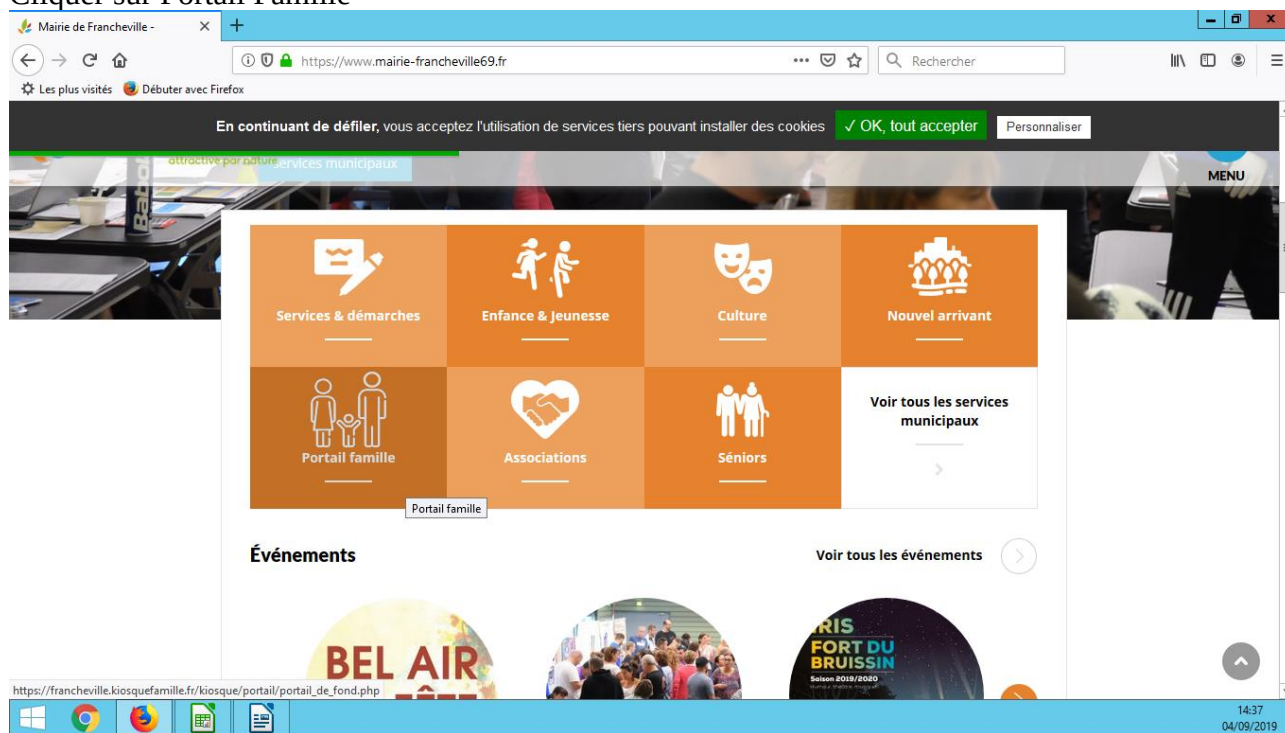 Cliquer sur Portail Famille
Mairie de Francheville -
https://www.mairie-francheville69.fr
Rechercher
Les plus visités
Débuter avec Firefox
En continuant de défiler, vous acceptez l'utilisation de services tiers pouvant installer des cookies
✓ OK, tout accepter
Personnaliser
attractive par nature
services municipaux
MENU
Babol
Services & démarches
Enfance & Jeunesse
Culture
Nouvel arrivant
Portail famille
Associations
Séniors
Voir tous les services
municipaux
Portail famille
Événements
Voir tous les événements
BEL AIR
FÊTE
IRIS
FORT DU
BRUISSIN
Saison 2019/2020
https://francheville.kiosquefamille.fr/kiosque/portail/portail_de_fond.php
14:37
04/09/2019